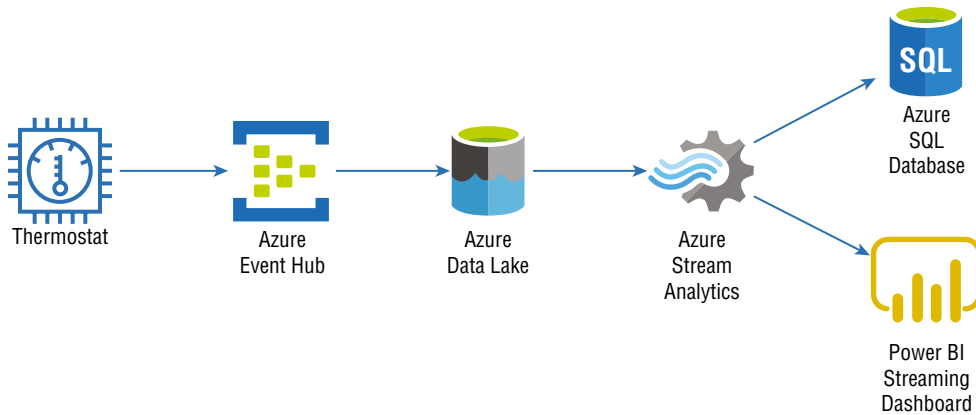 Thermostat
Azure
Event Hub
Azure
Data Lake
Azure
Stream
Analytics
SQL
Azure
SQL
Database
Power BI
Streaming
Dashboard